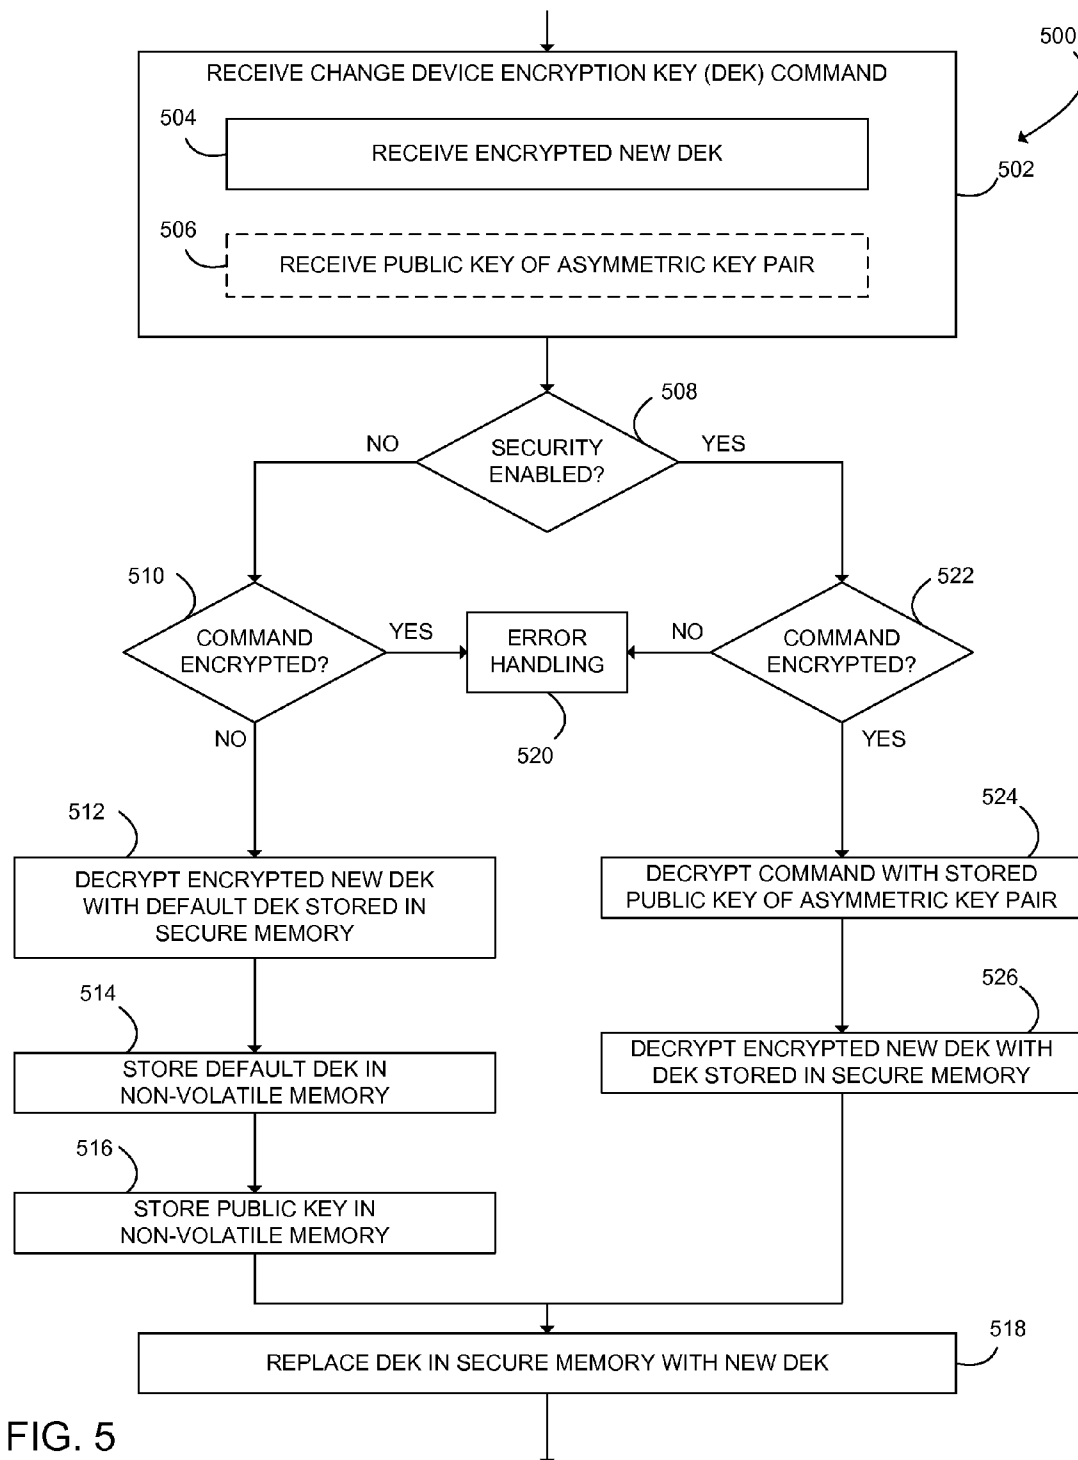 500
RECEIVE CHANGE DEVICE ENCRYPTION KEY (DEK) COMMAND
504
RECEIVE ENCRYPTED NEW DEK
502
506
RECEIVE PUBLIC KEY OF ASYMMETRIC KEY PAIR
508
NO
SECURITY
ENABLED?
YES
510
522
COMMAND
ENCRYPTED?
YES
ERROR
HANDLING
NO
COMMAND
ENCRYPTED?
520
NO
YES
512
DECRYPT ENCRYPTED NEW DEK
WITH DEFAULT DEK STORED IN
SECURE MEMORY
524
DECRYPT COMMAND WITH STORED
PUBLIC KEY OF ASYMMETRIC KEY PAIR
514
STORE DEFAULT DEK IN
NON-VOLATILE MEMORY
526
DECRYPT ENCRYPTED NEW DEK WITH
DEK STORED IN SECURE MEMORY
516
STORE PUBLIC KEY IN
NON-VOLATILE MEMORY
518
REPLACE DEK IN SECURE MEMORY WITH NEW DEK
FIG. 5